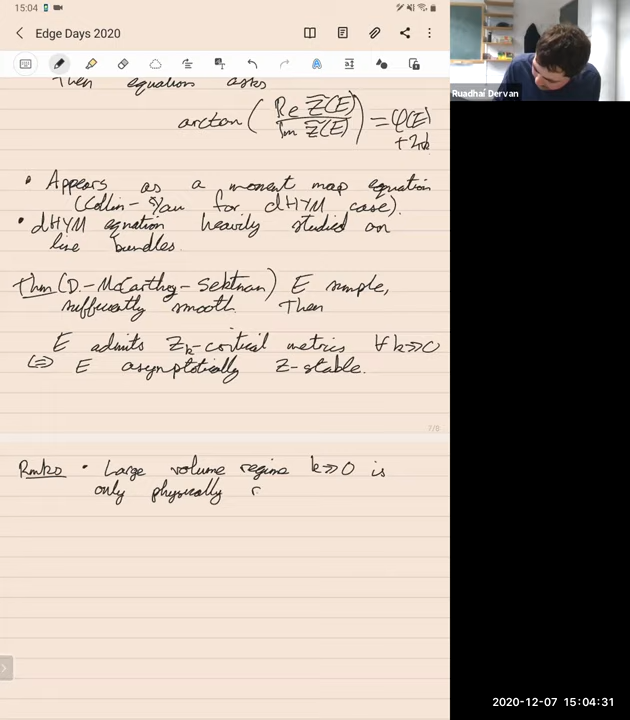 15:04
Edge Days 2020
Then equation asks
arctan ( Re Z̃(E) / Im Z̃(E) ) = φ(E)
• Appears as a moment map equation
(Collin-Yau for dHYM case).
• dHYM equation heavily studied on
line bundles.
Thm (D.-McCarthy-Sektnan) E simple,
sufficiently smooth. Then
E admits Z_k-critical metrics ∀ k≫0
⇔ E asymptotically Z-stable.
7/8
Rmks • Large volume regime k≫0 is
only physically r
Ruadhaí Dervan
2020-12-07 15:04:31